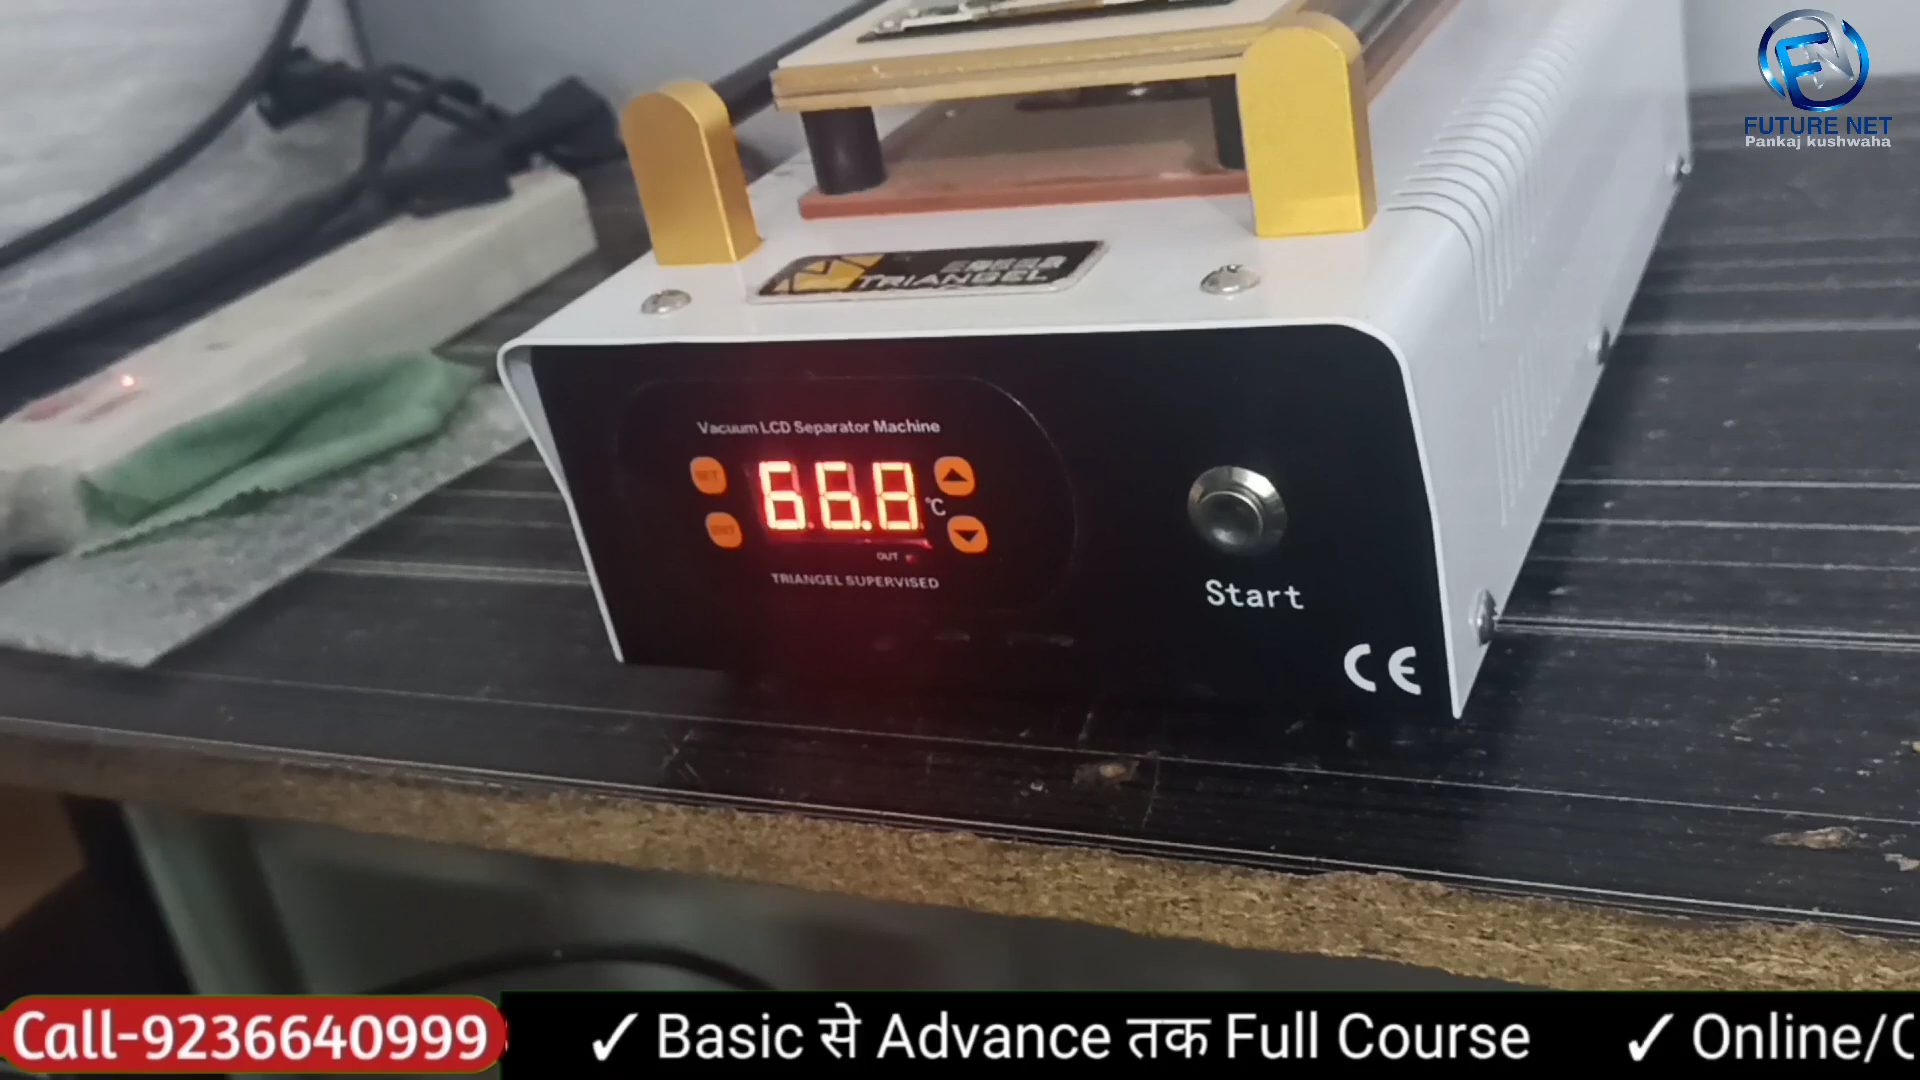 FUTURE NET
Pankaj kushwaha
TRIANGEL
Vacuum LCD Separator Machine
SET
66.8
°C
OUT
TRIANGEL SUPERVISED
Start
CE
Call-9236640999
✓ Basic से Advance तक Full Course ✓ Online/